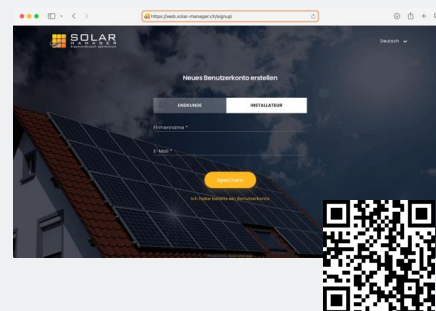 https://web.solar-manager.ch/signup/
SOLAR
MANAGER
Deutsch
Neues Benutzerkonto erstellen
ENDKUNDE
INSTALLATEUR
Firmenname *
E-Mail *
Speichern
Ich habe bereits ein Benutzerkonto